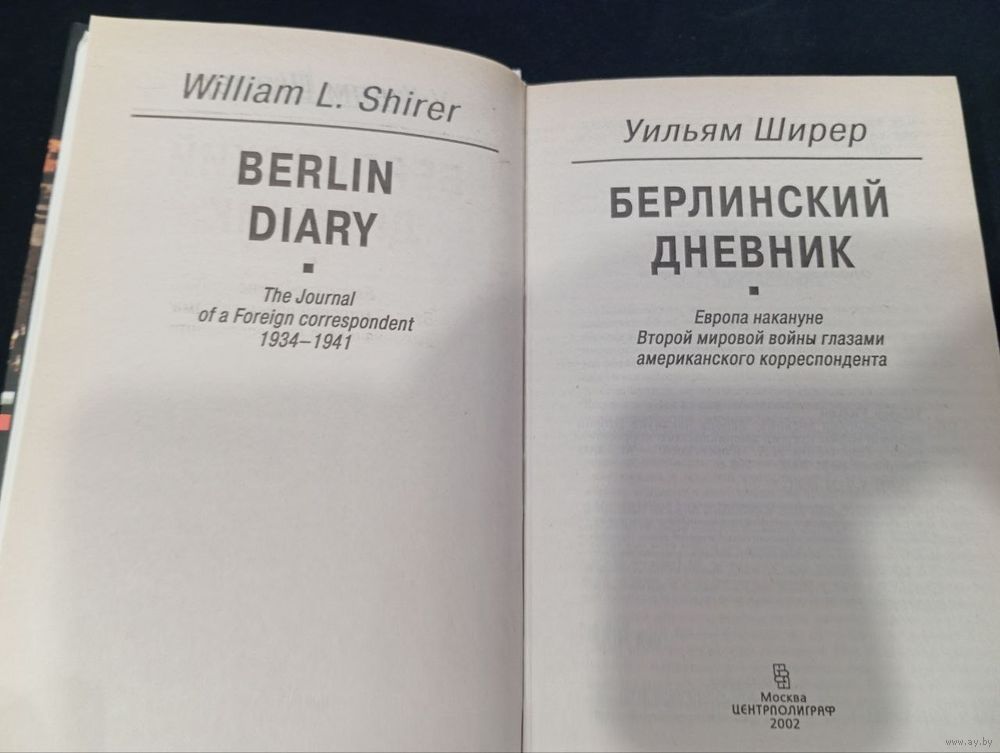 William L. Shirer
BERLIN
DIARY
The Journal
of a Foreign correspondent
1934–1941
Уильям Ширер
БЕРЛИНСКИЙ
ДНЕВНИК
Европа накануне
Второй мировой войны глазами
американского корреспондента
Москва
ЦЕНТРПОЛИГРАФ
2002
www.ay.by